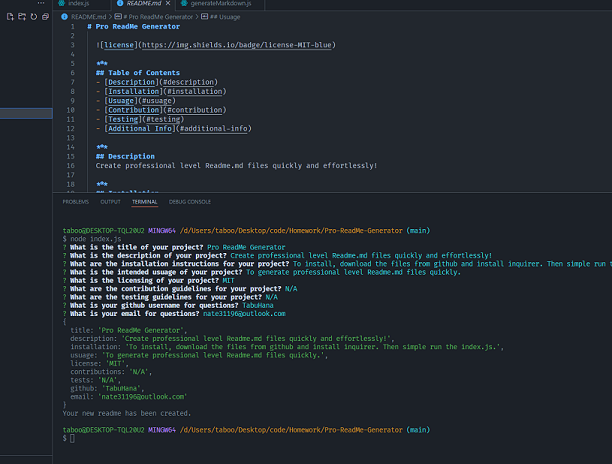 index.js README.md generateMarkdown.js
README.md > # Pro ReadMe Generator > ## Usuage
1 # Pro ReadMe Generator
2
3 ![license](https://img.shields.io/badge/license-MIT-blue)
4
5 ***
6 ## Table of Contents
7 - [Description](#description)
8 - [Installation](#installation)
9 - [Usuage](#usuage)
10 - [Contribution](#contribution)
11 - [Testing](#testing)
12 - [Additional Info](#additional-info)
13
14 ***
15 ## Description
16 Create professional level Readme.md files quickly and effortlessly!
17
18 ***
PROBLEMS OUTPUT TERMINAL DEBUG CONSOLE
taboo@DESKTOP-TQL20U2 MINGW64 /d/Users/taboo/Desktop/code/Homework/Pro-ReadMe-Generator (main)
$ node index.js
? What is the title of your project? Pro ReadMe Generator
? What is the description of your project? Create professional level Readme.md files quickly and effortlessly!
? What are the installation instructions for your project? To install, download the files from github and install inquirer. Then simple run t
? What is the intended usuage of your project? To generate professional level Readme.md files quickly.
? What is the licensing of your project? MIT
? What are the contribution guidelines for your project? N/A
? What are the testing guidelines for your project? N/A
? What is your github username for questions? TabuHana
? What is your email for questions? nate31196@outlook.com
{
title: 'Pro ReadMe Generator',
description: 'Create professional level Readme.md files quickly and effortlessly!',
installation: 'To install, download the files from github and install inquirer. Then simple run the index.js.',
usuage: 'To generate professional level Readme.md files quickly.',
license: 'MIT',
contributions: 'N/A',
tests: 'N/A',
github: 'TabuHana',
email: 'nate31196@outlook.com'
}
Your new readme has been created.
taboo@DESKTOP-TQL20U2 MINGW64 /d/Users/taboo/Desktop/code/Homework/Pro-ReadMe-Generator (main)
$